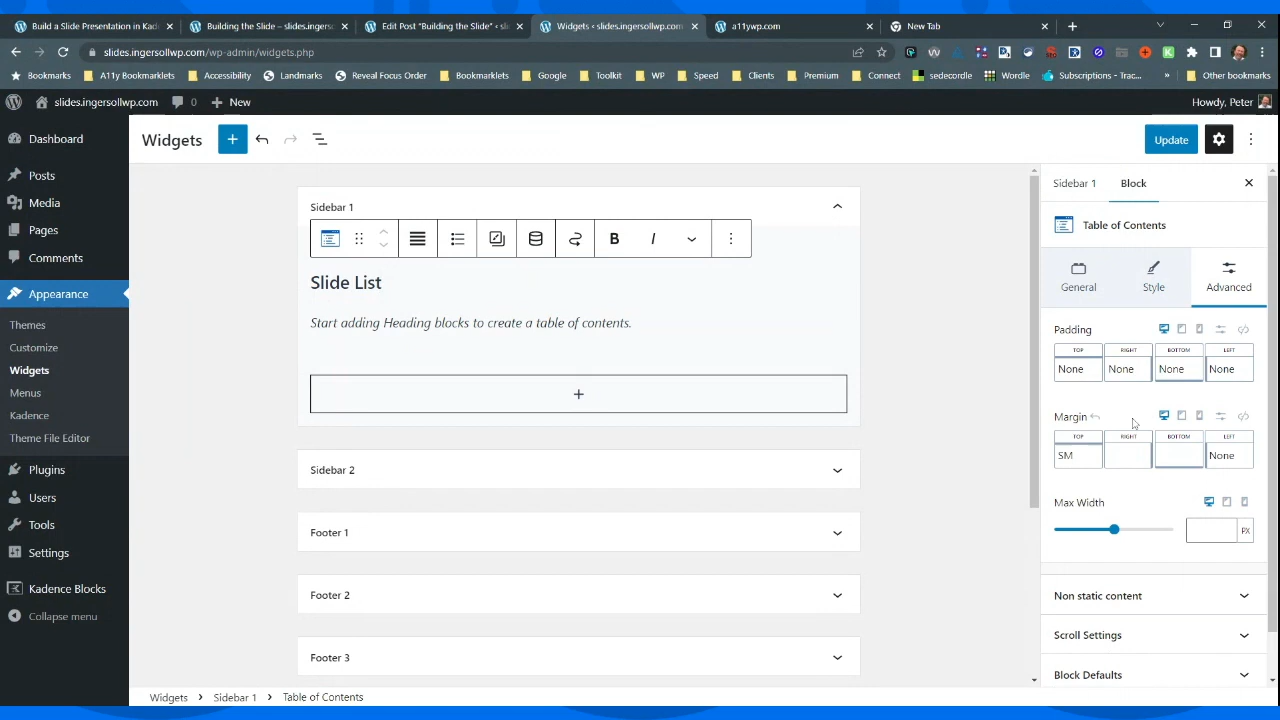 Build a Slide Presentation in Kadence
Building the Slide – slides.ingers
Edit Post "Building the Slide" ‹ sli
Widgets ‹ slides.ingersollwp.com
a11ywp.com
New Tab
slides.ingersollwp.com/wp-admin/widgets.php
Bookmarks
A11y Bookmarklets
Accessibility
Landmarks
Reveal Focus Order
Bookmarklets
Google
Toolkit
WP
Speed
Clients
Premium
Connect
sedecordle
Wordle
Subscriptions - Trac...
»
Other bookmarks
slides.ingersollwp.com
0
New
Howdy, Peter
Dashboard
Posts
Media
Pages
Comments
Appearance
Themes
Customize
Widgets
Menus
Kadence
Theme File Editor
Plugins
Users
Tools
Settings
Kadence Blocks
Collapse menu
Widgets
Update
Sidebar 1
B
I
Slide List
Start adding Heading blocks to create a table of contents.
Sidebar 2
Footer 1
Footer 2
Footer 3
Sidebar 1
Block
Table of Contents
General
Style
Advanced
Padding
TOP
RIGHT
BOTTOM
LEFT
None
None
None
None
Margin
TOP
RIGHT
BOTTOM
LEFT
SM
None
Max Width
PX
Non static content
Scroll Settings
Block Defaults
Widgets
Sidebar 1
Table of Contents